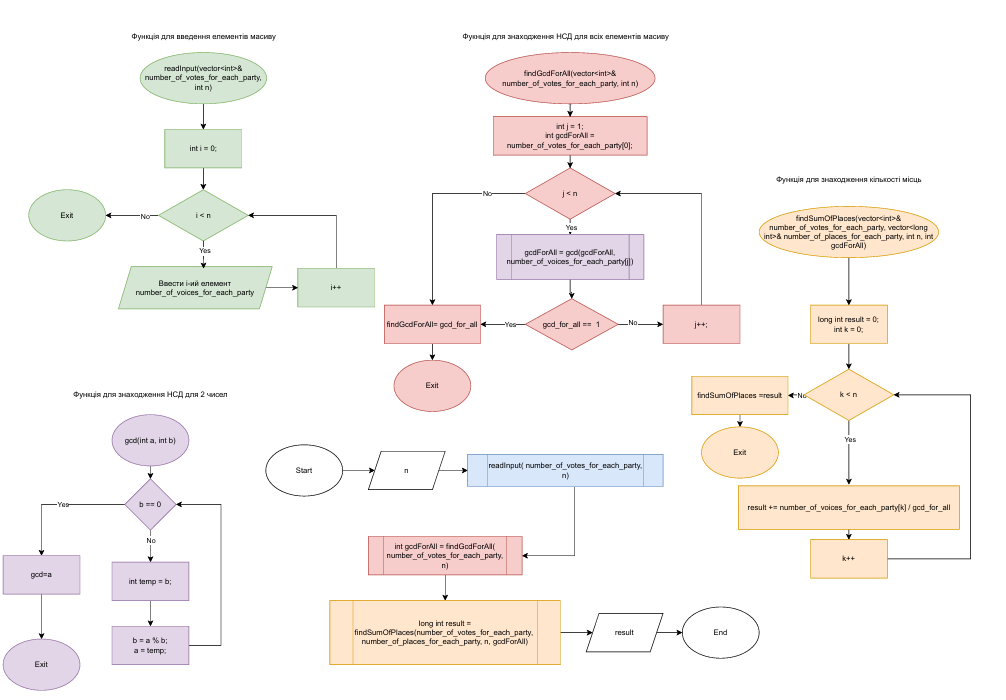 Функція для введення елементів масиву
readInput(vector<int>&
number_of_votes_for_each_party,
int n)
int i = 0;
i < n
No
Exit
Yes
Ввести і-ий елемент
number_of_voices_for_each_party
i++
Функція для знаходження НСД для всіх елементів масиву
findGcdForAll(vector<int>&
number_of_votes_for_each_party, int n)
int j = 1;
int gcdForAll =
number_of_votes_for_each_party[0];
j < n
No
Yes
gcdForAll = gcd(gcdForAll,
number_of_voices_for_each_party[j])
gcd_for_all == 1
Yes
No
findGcdForAll= gcd_for_all
j++;
Exit
Функція для знаходження кількості місць
findSumOfPlaces(vector<int>&
number_of_votes_for_each_party, vector<long
int>& number_of_places_for_each_party, int n, int
gcdForAll)
long int result = 0;
int k = 0;
k < n
No
findSumOfPlaces =result
Exit
Yes
result += number_of_voices_for_each_party[k] / gcd_for_all
k++
Функція для знаходження НСД для 2 чисел
gcd(int a, int b)
b == 0
Yes
No
gcd=a
int temp = b;
b = a % b;
a = temp;
Exit
Start
n
readInput( number_of_votes_for_each_party,
n)
int gcdForAll = findGcdForAll(
number_of_votes_for_each_party,
n)
long int result =
findSumOfPlaces(number_of_votes_for_each_party,
number_of_places_for_each_party, n, gcdForAll)
result
End